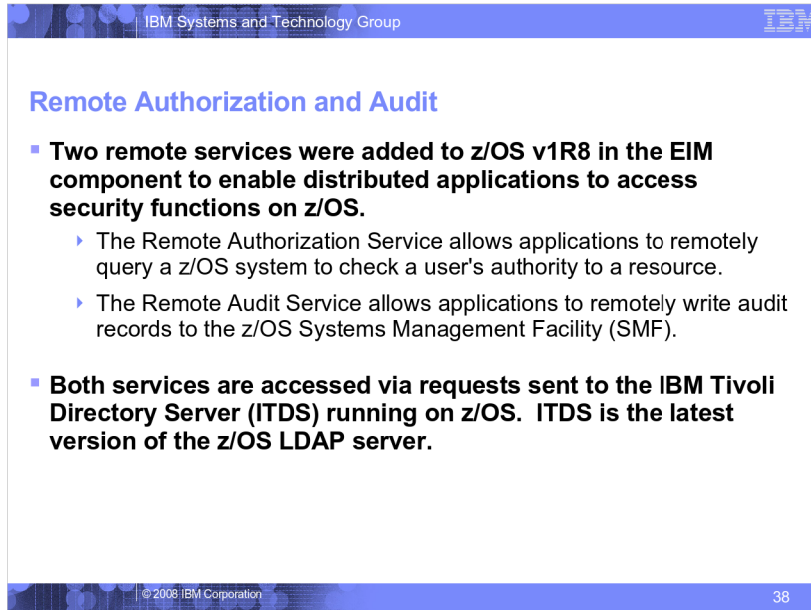 IBM Systems and Technology Group
IBM
Remote Authorization and Audit
Two remote services were added to z/OS v1R8 in the EIM
component to enable distributed applications to access
security functions on z/OS.
The Remote Authorization Service allows applications to remotely
query a z/OS system to check a user's authority to a resource.
The Remote Audit Service allows applications to remotely write audit
records to the z/OS Systems Management Facility (SMF).
Both services are accessed via requests sent to the IBM Tivoli
Directory Server (ITDS) running on z/OS.  ITDS is the latest
version of the z/OS LDAP server.
© 2008 IBM Corporation
38